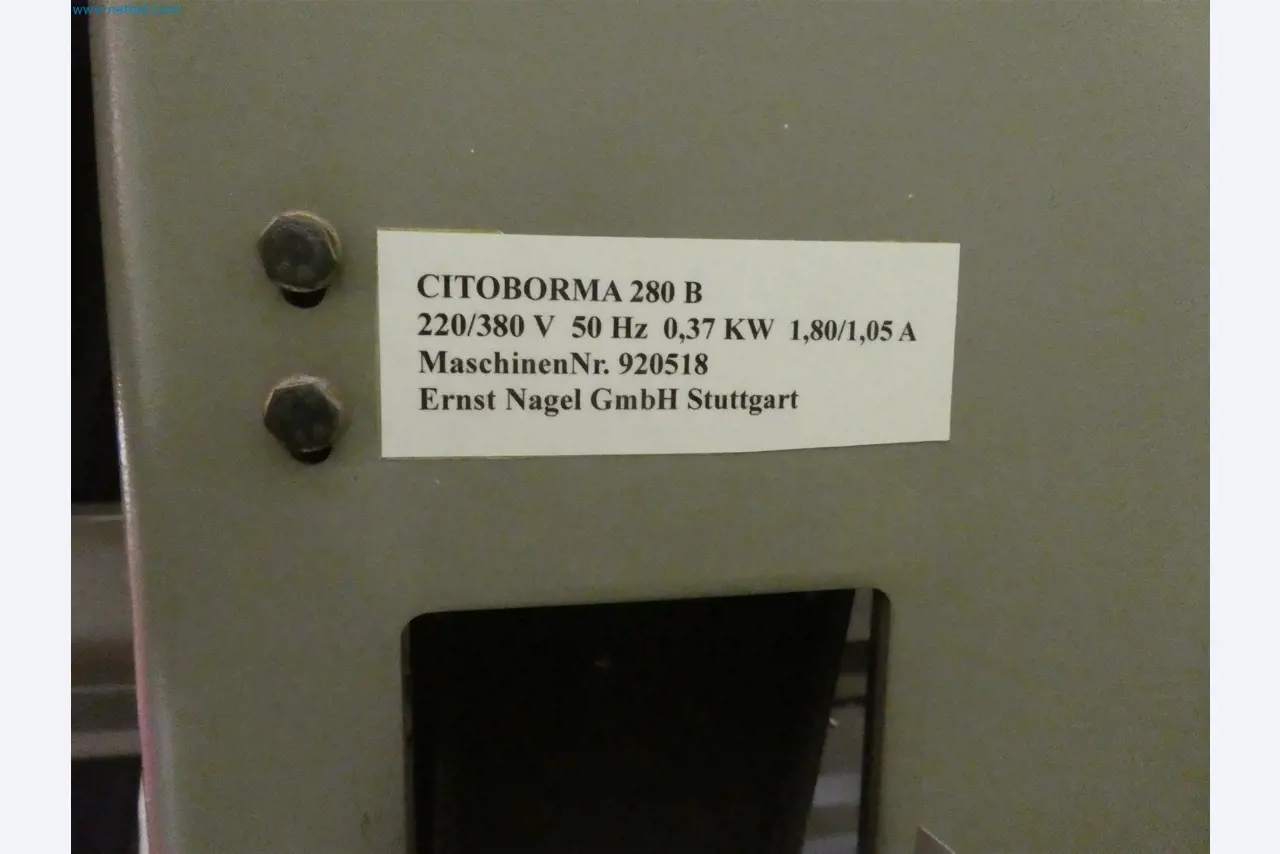 CITOBORMA 280 B
220/380 V 50 Hz 0,37 KW 1,80/1,05 A
MaschinenNr. 920518
Ernst Nagel GmbH Stuttgart